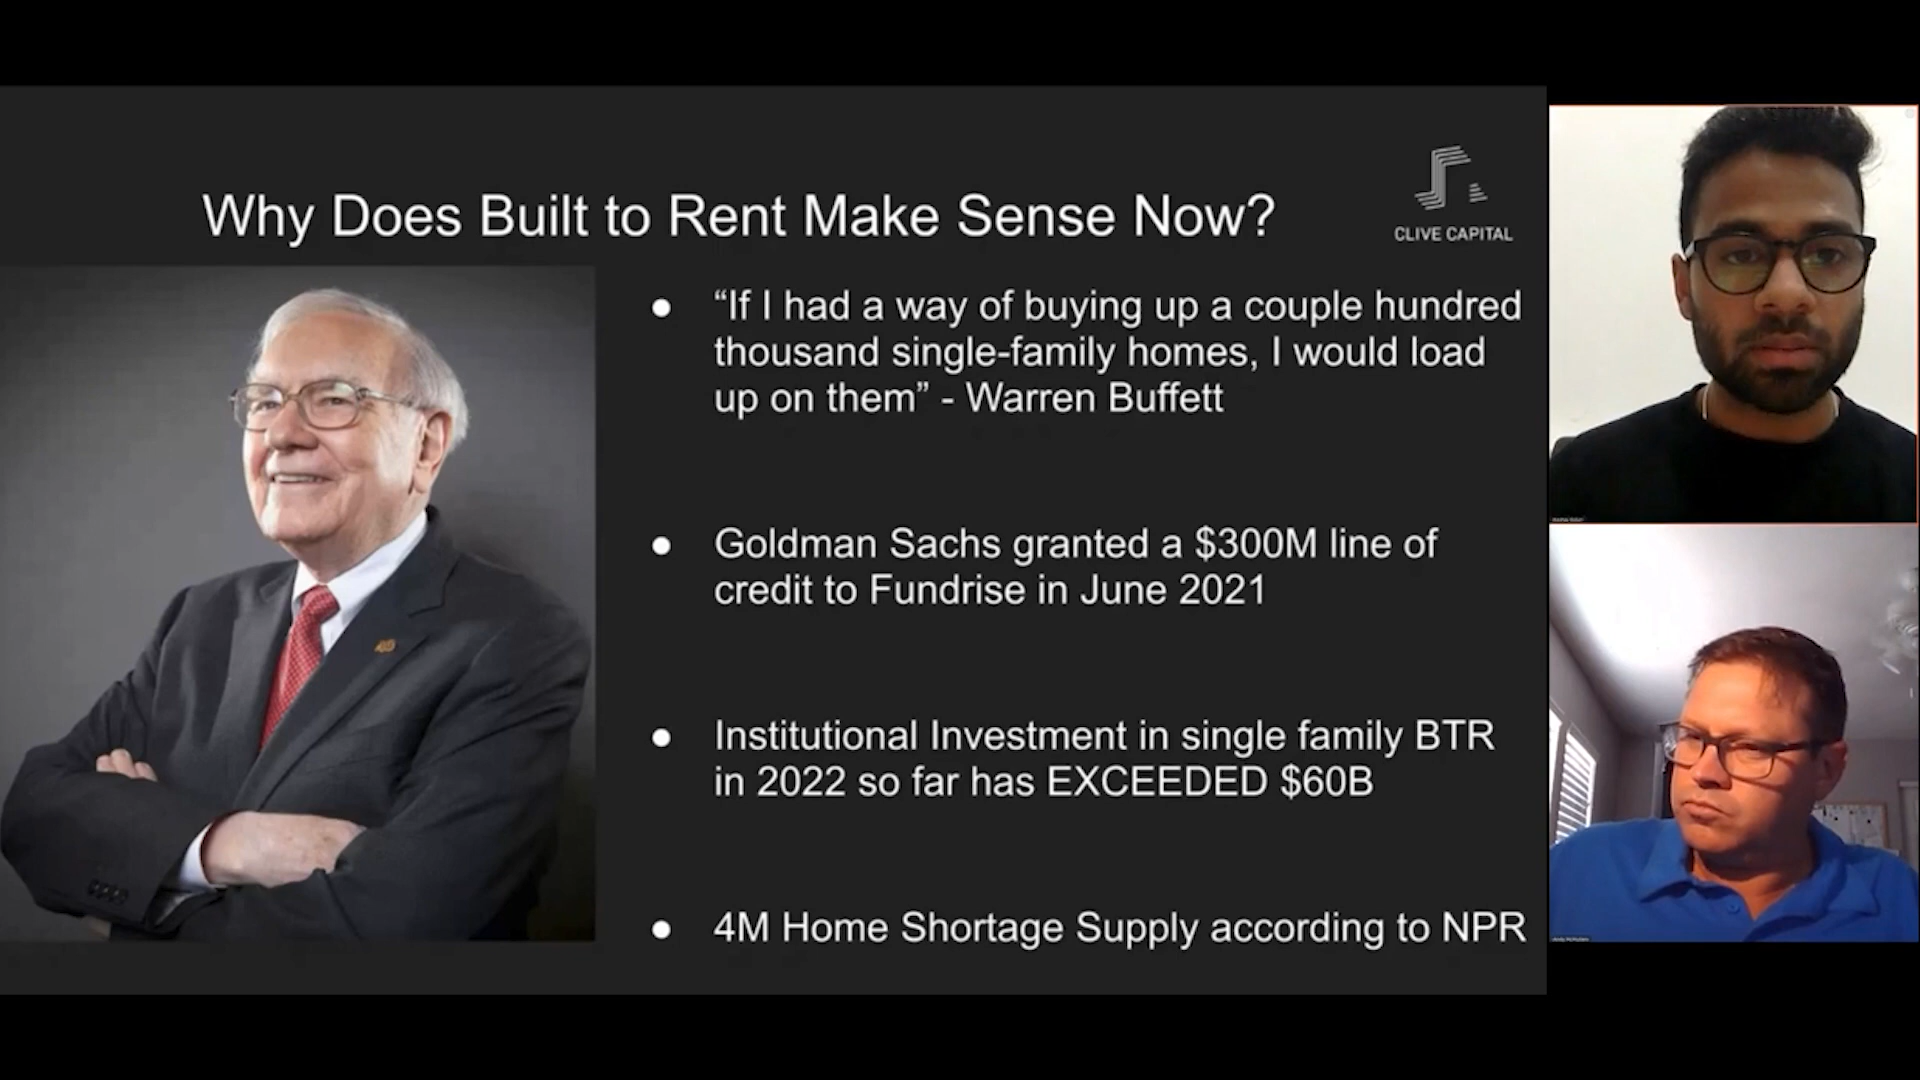 Why Does Built to Rent Make Sense Now?
CLIVE CAPITAL
● “If I had a way of buying up a couple hundred
thousand single-family homes, I would load
up on them” - Warren Buffett
● Goldman Sachs granted a $300M line of
credit to Fundrise in June 2021
● Institutional Investment in single family BTR
in 2022 so far has EXCEEDED $60B
● 4M Home Shortage Supply according to NPR